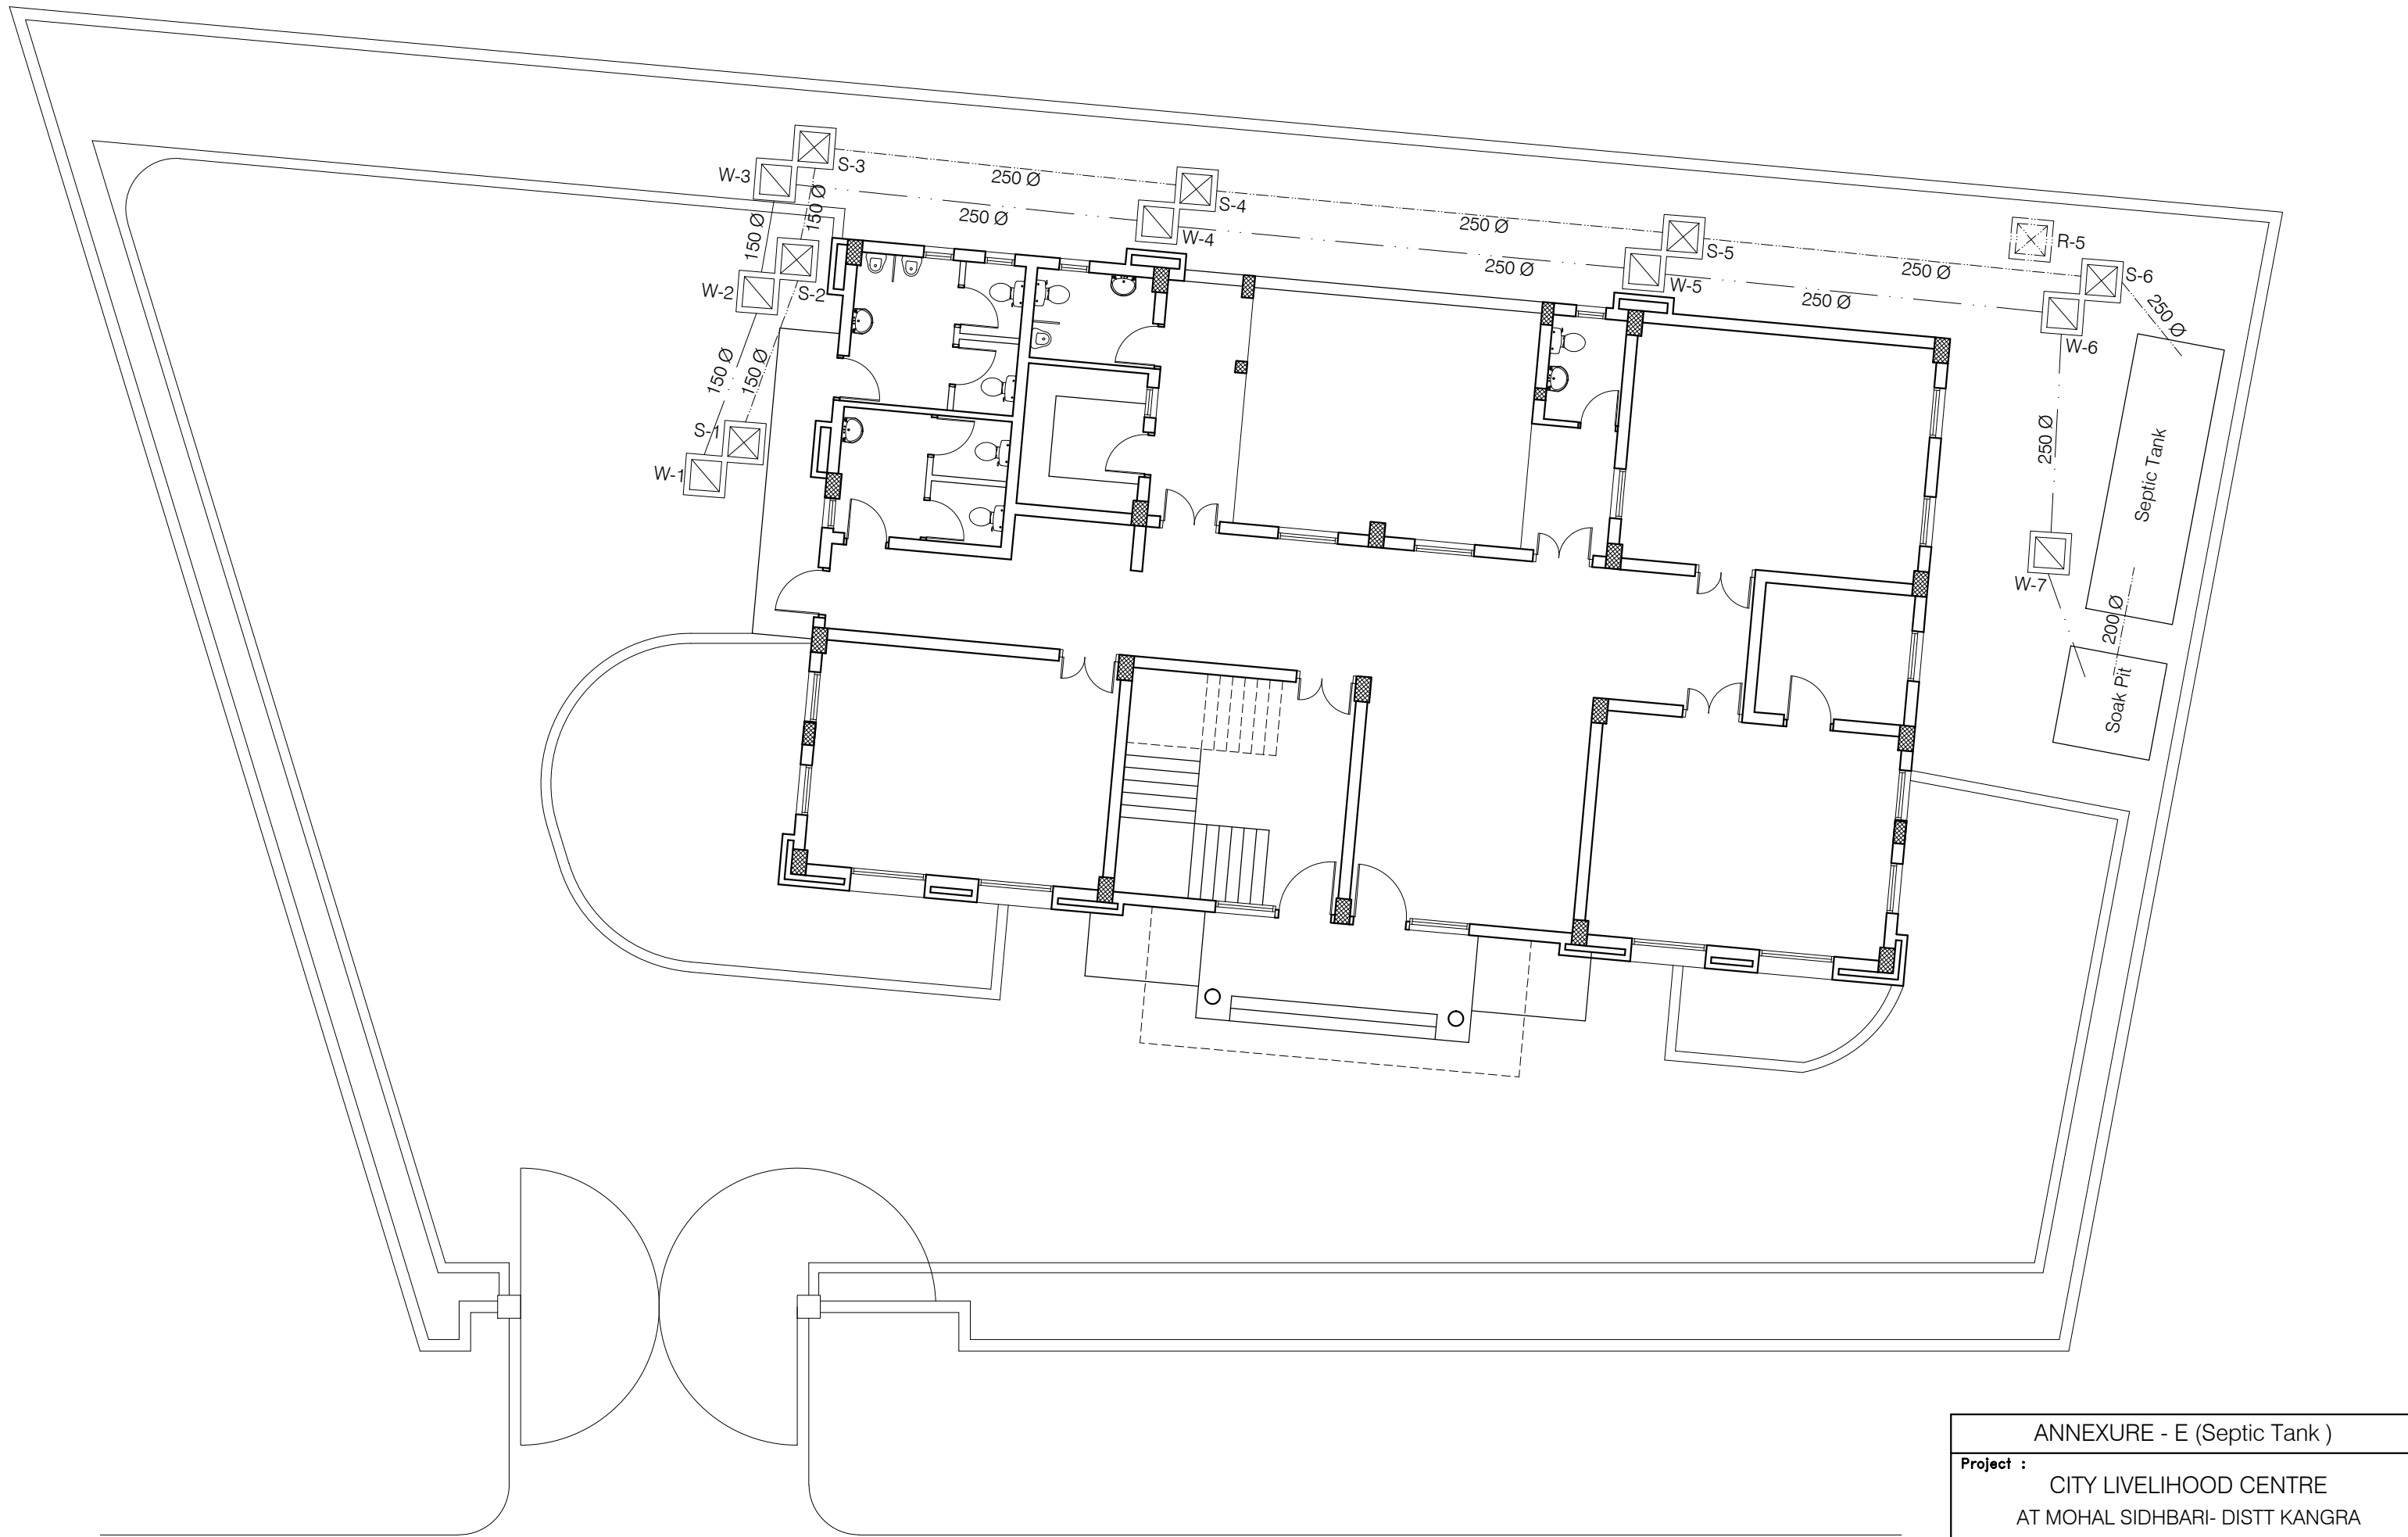 S-3
W-3
150 Ø
150 Ø
250 Ø
250 Ø
S-4
W-4
250 Ø
250 Ø
S-5
W-5
R-5
250 Ø
250 Ø
S-6
W-6
250 Ø
W-2
S-2
150 Ø
150 Ø
S-1
W-1
250 Ø
Septic Tank
W-7
200 Ø
Soak Pit
ANNEXURE - E (Septic Tank )
Project :
CITY LIVELIHOOD CENTRE
AT MOHAL SIDHBARI- DISTT KANGRA